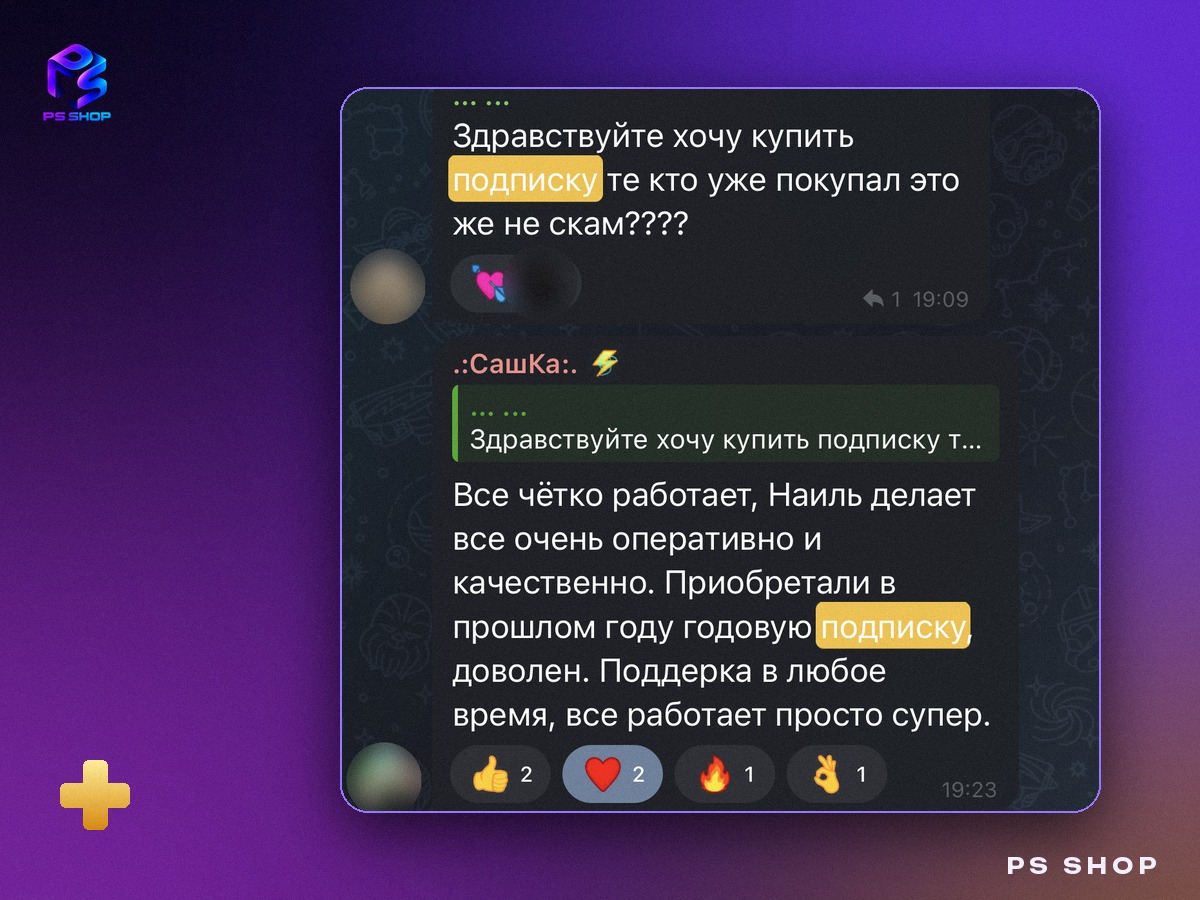 PS SHOP
... ...
Здравствуйте хочу купить
подписку те кто уже покупал это
же не скам????
1 19:09
.:СашКа:.
... ...
Здравствуйте хочу купить подписку т...
Все чётко работает, Наиль делает
все очень оперативно и
качественно. Приобретали в
прошлом году годовую подписку,
доволен. Поддерка в любое
время, все работает просто супер.
2 2 1 1
19:23
PS SHOP